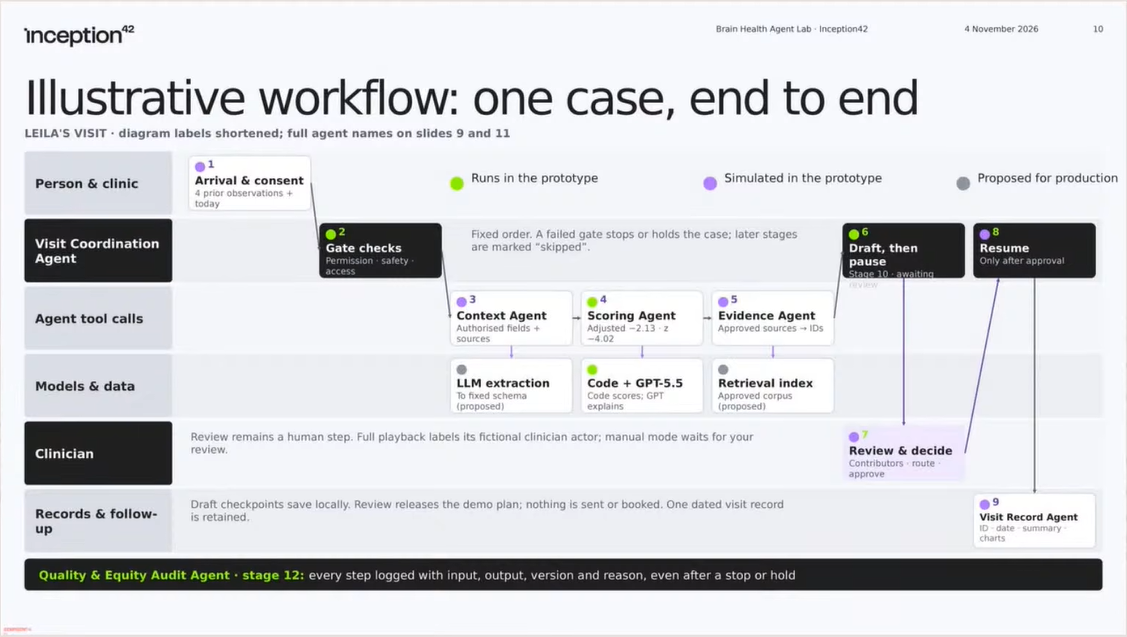 inception42
Brain Health Agent Lab · Inception42
4 November 2026
10
Illustrative workflow: one case, end to end
LEILA'S VISIT · diagram labels shortened; full agent names on slides 9 and 11
Person & clinic
1
Arrival & consent
4 prior observations +
today
Runs in the prototype
Simulated in the prototype
Proposed for production
Visit Coordination
Agent
2
Gate checks
Permission · safety ·
access
Fixed order. A failed gate stops or holds the case; later stages
are marked “skipped”.
6
Draft, then
pause
Stage 10 · awaiting
review
8
Resume
Only after approval
Agent tool calls
3
Context Agent
Authorised fields +
sources
4
Scoring Agent
Adjusted −2.13 · z
−4.02
5
Evidence Agent
Approved sources → IDs
Models & data
LLM extraction
To fixed schema
(proposed)
Code + GPT-5.5
Code scores; GPT
explains
Retrieval index
Approved corpus
(proposed)
Clinician
Review remains a human step. Full playback labels its fictional clinician actor; manual mode waits for your
review.
7
Review & decide
Contributors · route ·
approve
Records & follow-
up
Draft checkpoints save locally. Review releases the demo plan; nothing is sent or booked. One dated visit record
is retained.
9
Visit Record Agent
ID · date · summary ·
charts
Quality & Equity Audit Agent · stage 12: every step logged with input, output, version and reason, even after a stop or hold